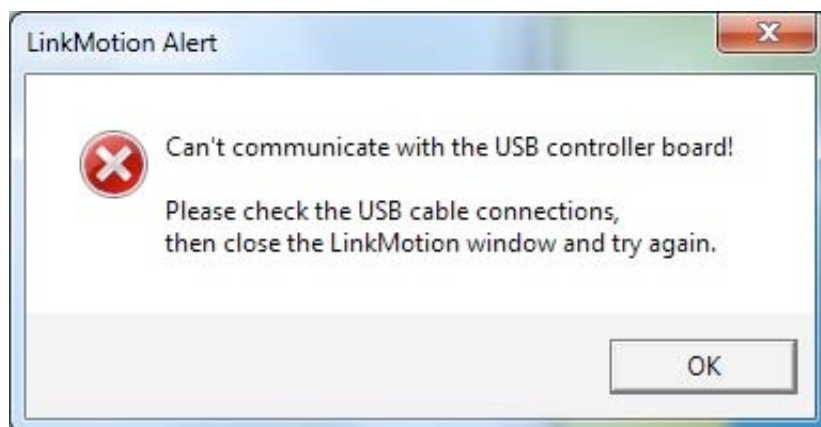 LinkMotion Alert
Can't communicate with the USB controller board!
Please check the USB cable connections,
then close the LinkMotion window and try again.
OK